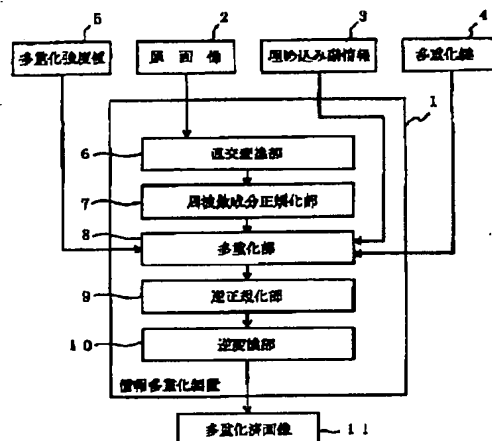 5
2
3
4
多重化強度値
原画像
埋め込み副情報
多重化鍵
1
6
直交変換部
7
周波数成分正規化部
8
多重化部
9
逆正規化部
10
逆変換部
情報多重化装置
多重化済画像
11